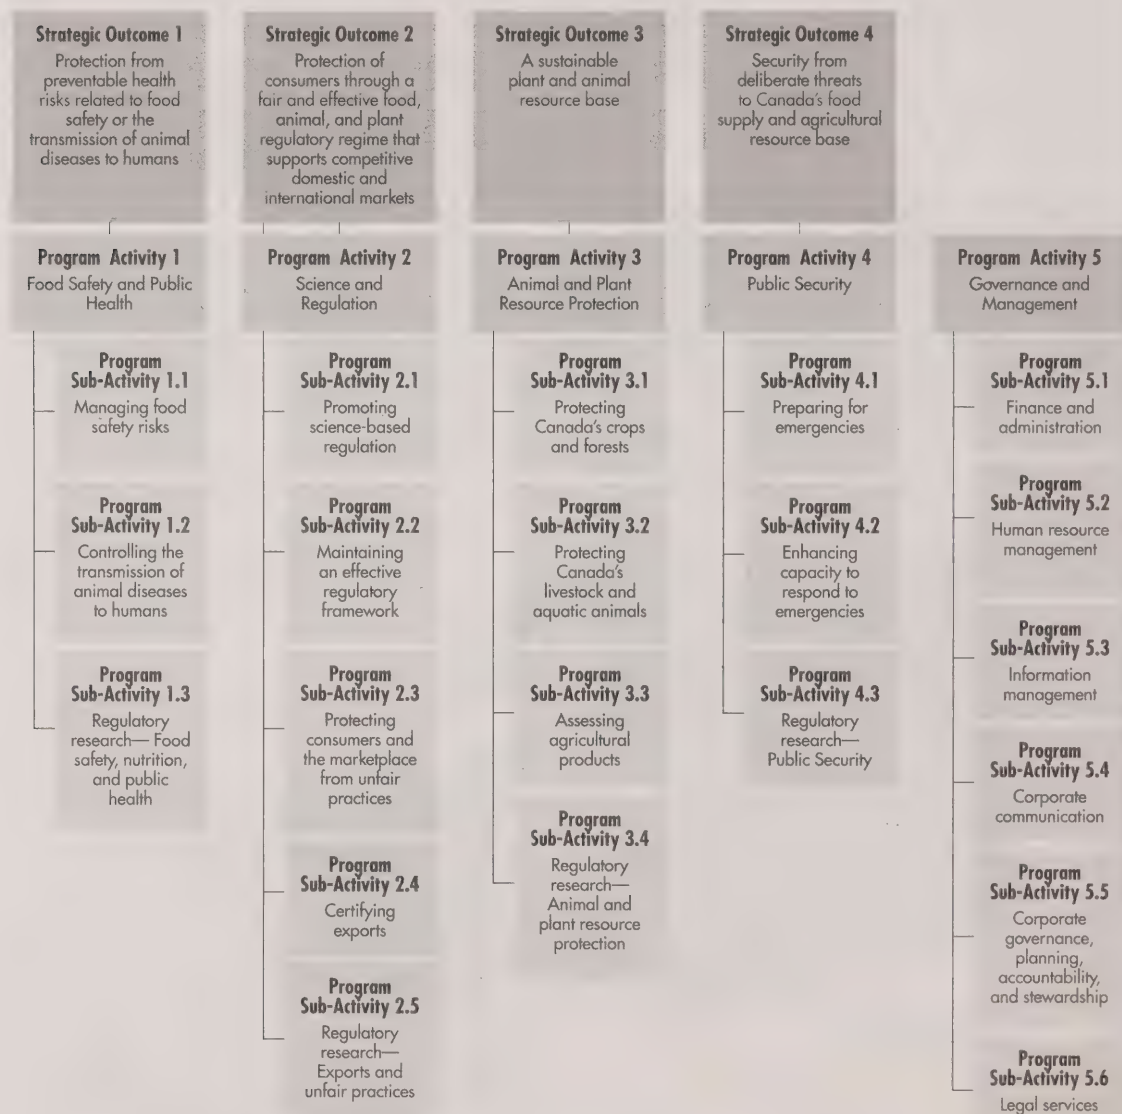 Strategic Outcome 1
Protection from
preventable health
risks related to food
safety or the
transmission of animal
diseases to humans
Strategic Outcome 2
Protection of
consumers through a
fair and effective food,
animal, and plant
regulatory regime that
supports competitive
domestic and
international markets
Strategic Outcome 3
A sustainable
plant and animal
resource base
Strategic Outcome 4
Security from
deliberate threats
to Canada's food
supply and agricultural
resource base
Program Activity 1
Food Safety and Public
Health
Program Activity 2
Science and
Regulation
Program Activity 3
Animal and Plant
Resource Protection
Program Activity 4
Public Security
Program Activity 5
Governance and
Management
Program
Sub-Activity 1.1
Managing food
safety risks
Program
Sub-Activity 1.2
Controlling the
transmission of
animal diseases
to humans
Program
Sub-Activity 1.3
Regulatory
research— Food
safety, nutrition,
and public
health
Program
Sub-Activity 2.1
Promoting
science-based
regulation
Program
Sub-Activity 2.2
Maintaining
an effective
regulatory
framework
Program
Sub-Activity 2.3
Protecting
consumers and
the marketplace
from unfair
practices
Program
Sub-Activity 2.4
Certifying
exports
Program
Sub-Activity 2.5
Regulatory
research—
Exports and
unfair practices
Program
Sub-Activity 3.1
Protecting
Canada's crops
and forests
Program
Sub-Activity 3.2
Protecting
Canada's
livestock and
aquatic animals
Program
Sub-Activity 3.3
Assessing
agricultural
products
Program
Sub-Activity 3.4
Regulatory
research—
Animal and
plant resource
protection
Program
Sub-Activity 4.1
Preparing for
emergencies
Program
Sub-Activity 4.2
Enhancing
capacity to
respond to
emergencies
Program
Sub-Activity 4.3
Regulatory
research—
Public Security
Program
Sub-Activity 5.1
Finance and
administration
Program
Sub-Activity 5.2
Human resource
management
Program
Sub-Activity 5.3
Information
management
Program
Sub-Activity 5.4
Corporate
communication
Program
Sub-Activity 5.5
Corporate
governance,
planning,
accountability,
and stewardship
Program
Sub-Activity 5.6
Legal services